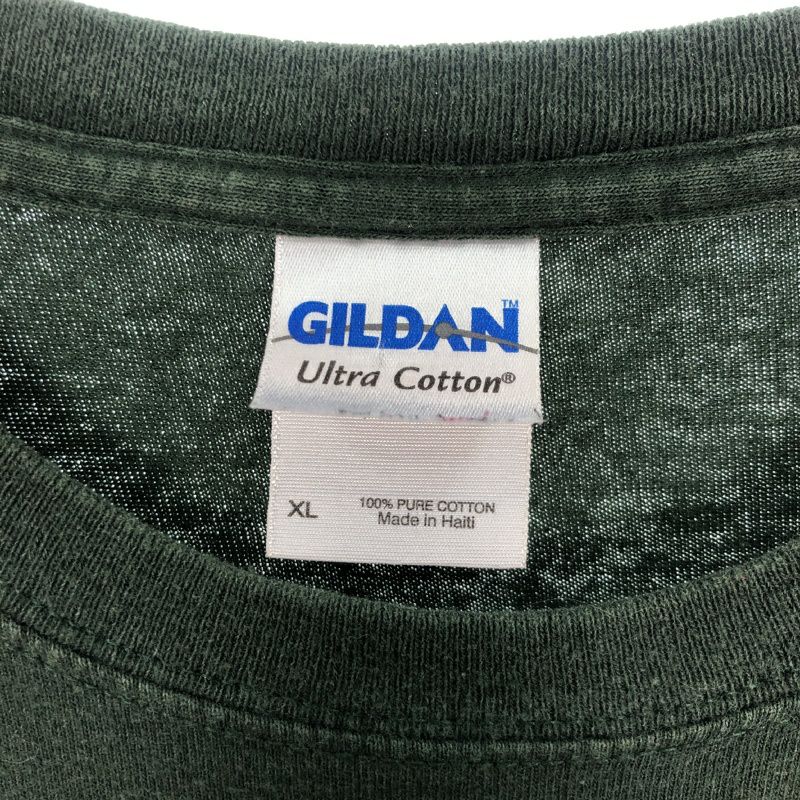 GILDAN™
Ultra Cotton®
XL
100% PURE COTTON
Made in Haiti